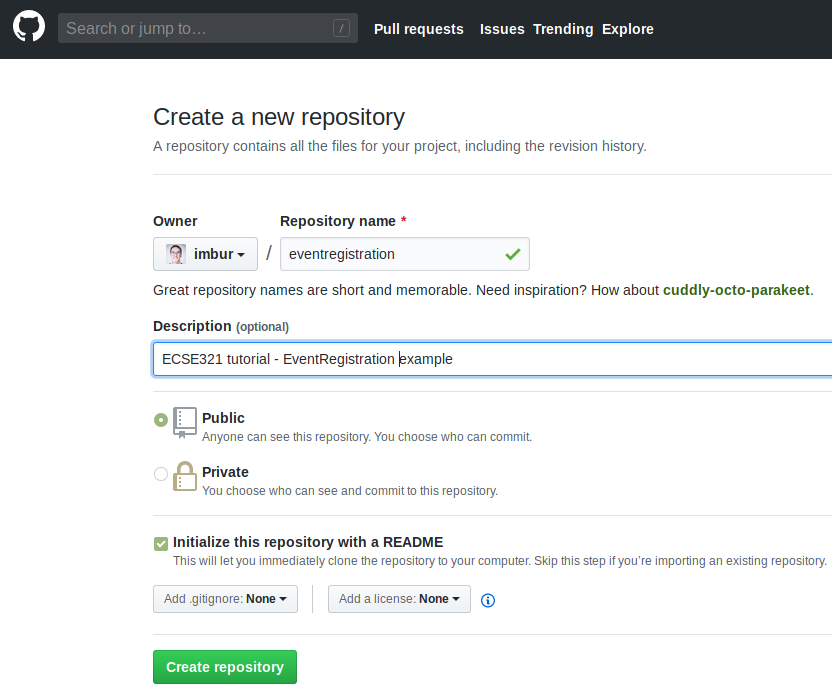 Search or jump to… / Pull requests Issues Trending Explore
Create a new repository
A repository contains all the files for your project, including the revision history.
Owner Repository name *
imbur / eventregistration
Great repository names are short and memorable. Need inspiration? How about cuddly-octo-parakeet.
Description (optional)
ECSE321 tutorial - EventRegistration example
Public
Anyone can see this repository. You choose who can commit.
Private
You choose who can see and commit to this repository.
Initialize this repository with a README
This will let you immediately clone the repository to your computer. Skip this step if you’re importing an existing repository.
Add .gitignore: None Add a license: None
Create repository